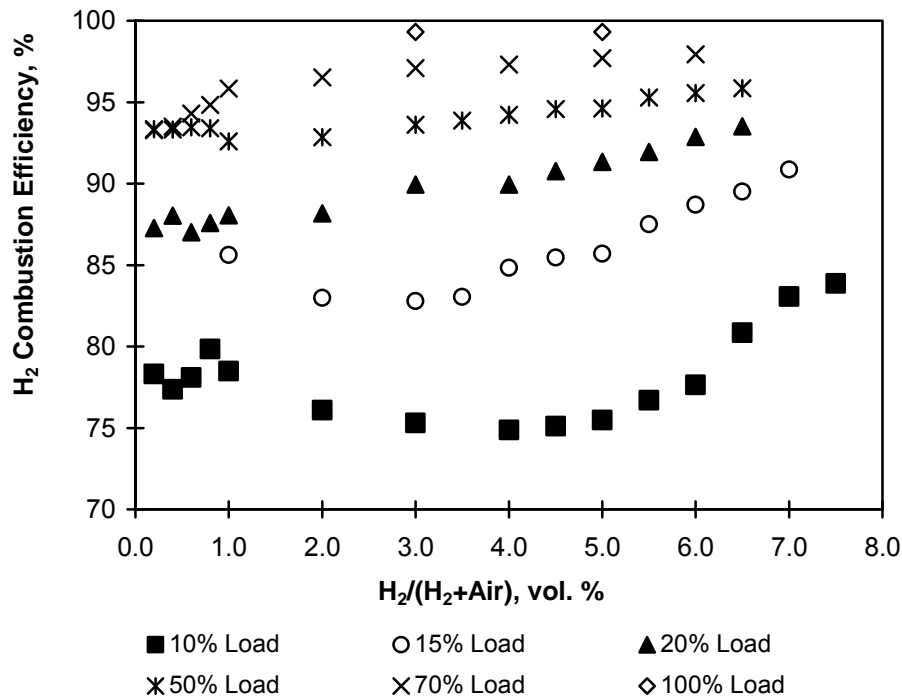 100
95
90
85
80
75
70
H₂ Combustion Efficiency, %
0.0 1.0 2.0 3.0 4.0 5.0 6.0 7.0 8.0
H₂/(H₂+Air), vol. %
10% Load 15% Load 20% Load
50% Load 70% Load 100% Load